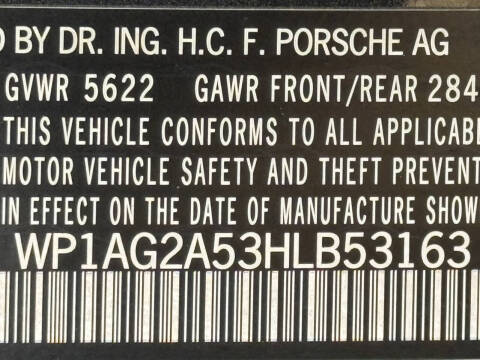 BY DR. ING. H.C. F. PORSCHE AG
GVWR 5622 GAWR FRONT/REAR 284
THIS VEHICLE CONFORMS TO ALL APPLICABL
MOTOR VEHICLE SAFETY AND THEFT PREVENT
IN EFFECT ON THE DATE OF MANUFACTURE SHOW
WP1AG2A53HLB53163